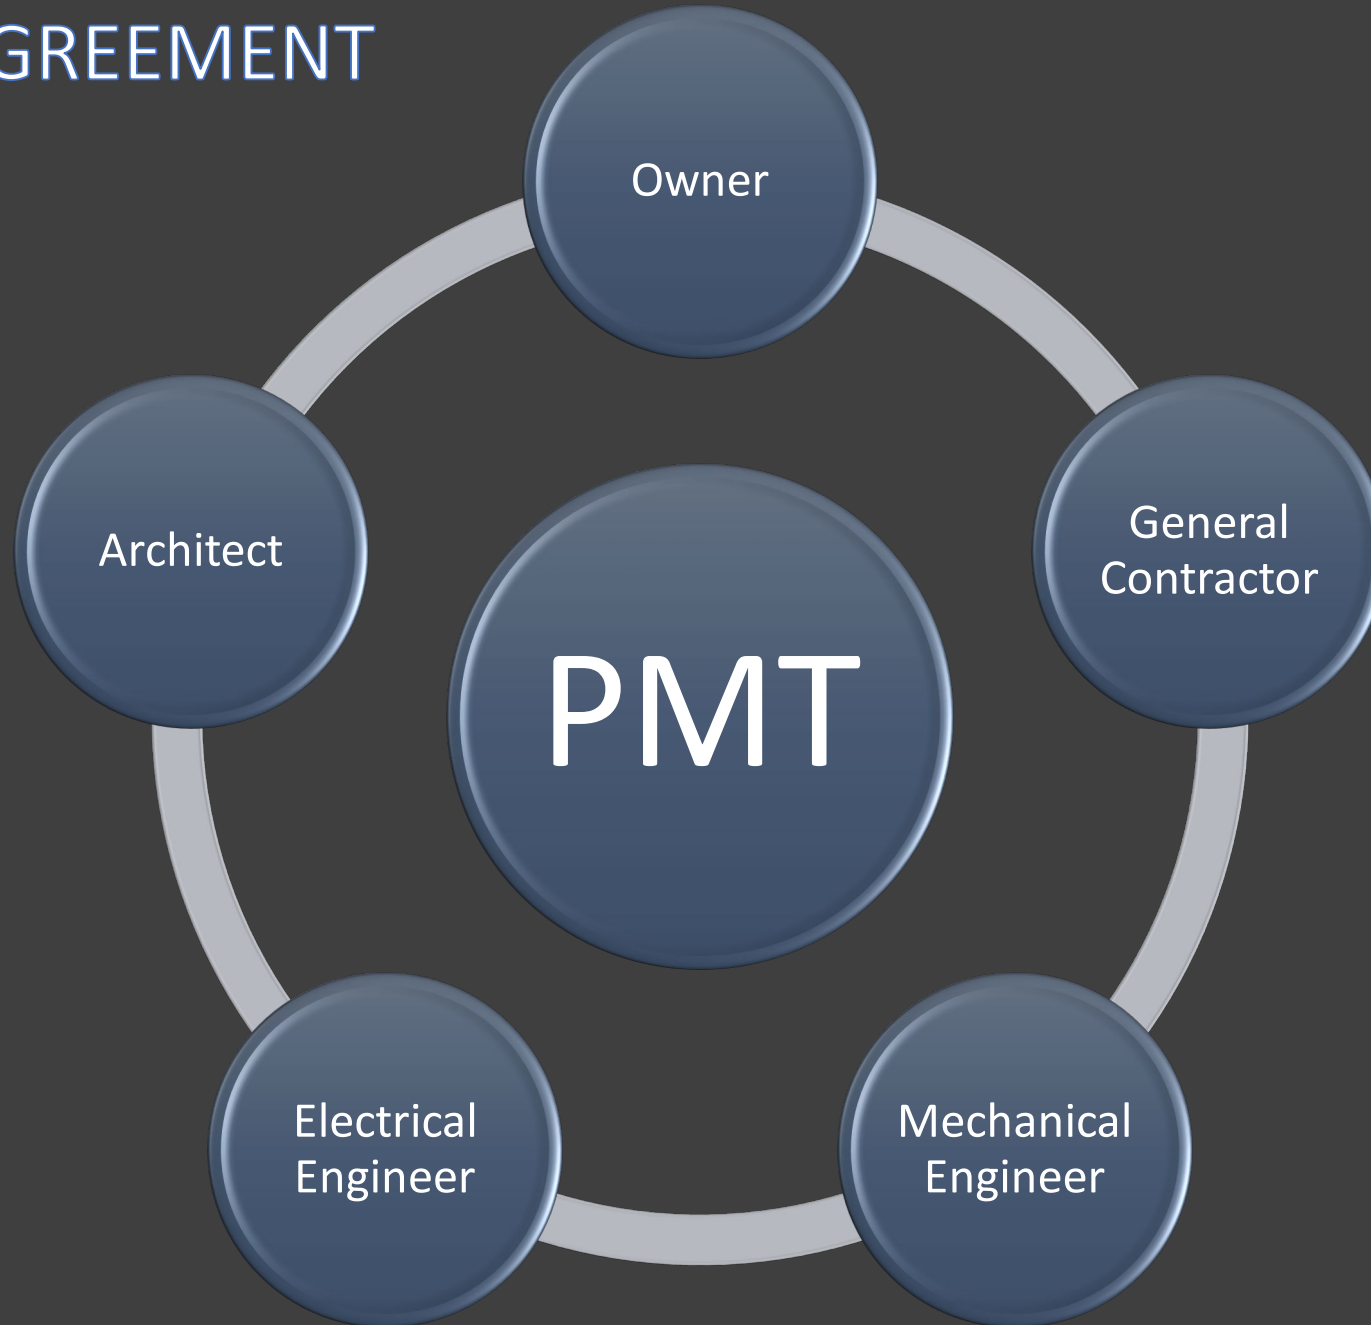 GREEMENT
Owner
Architect
General
Contractor
PMT
Electrical
Engineer
Mechanical
Engineer